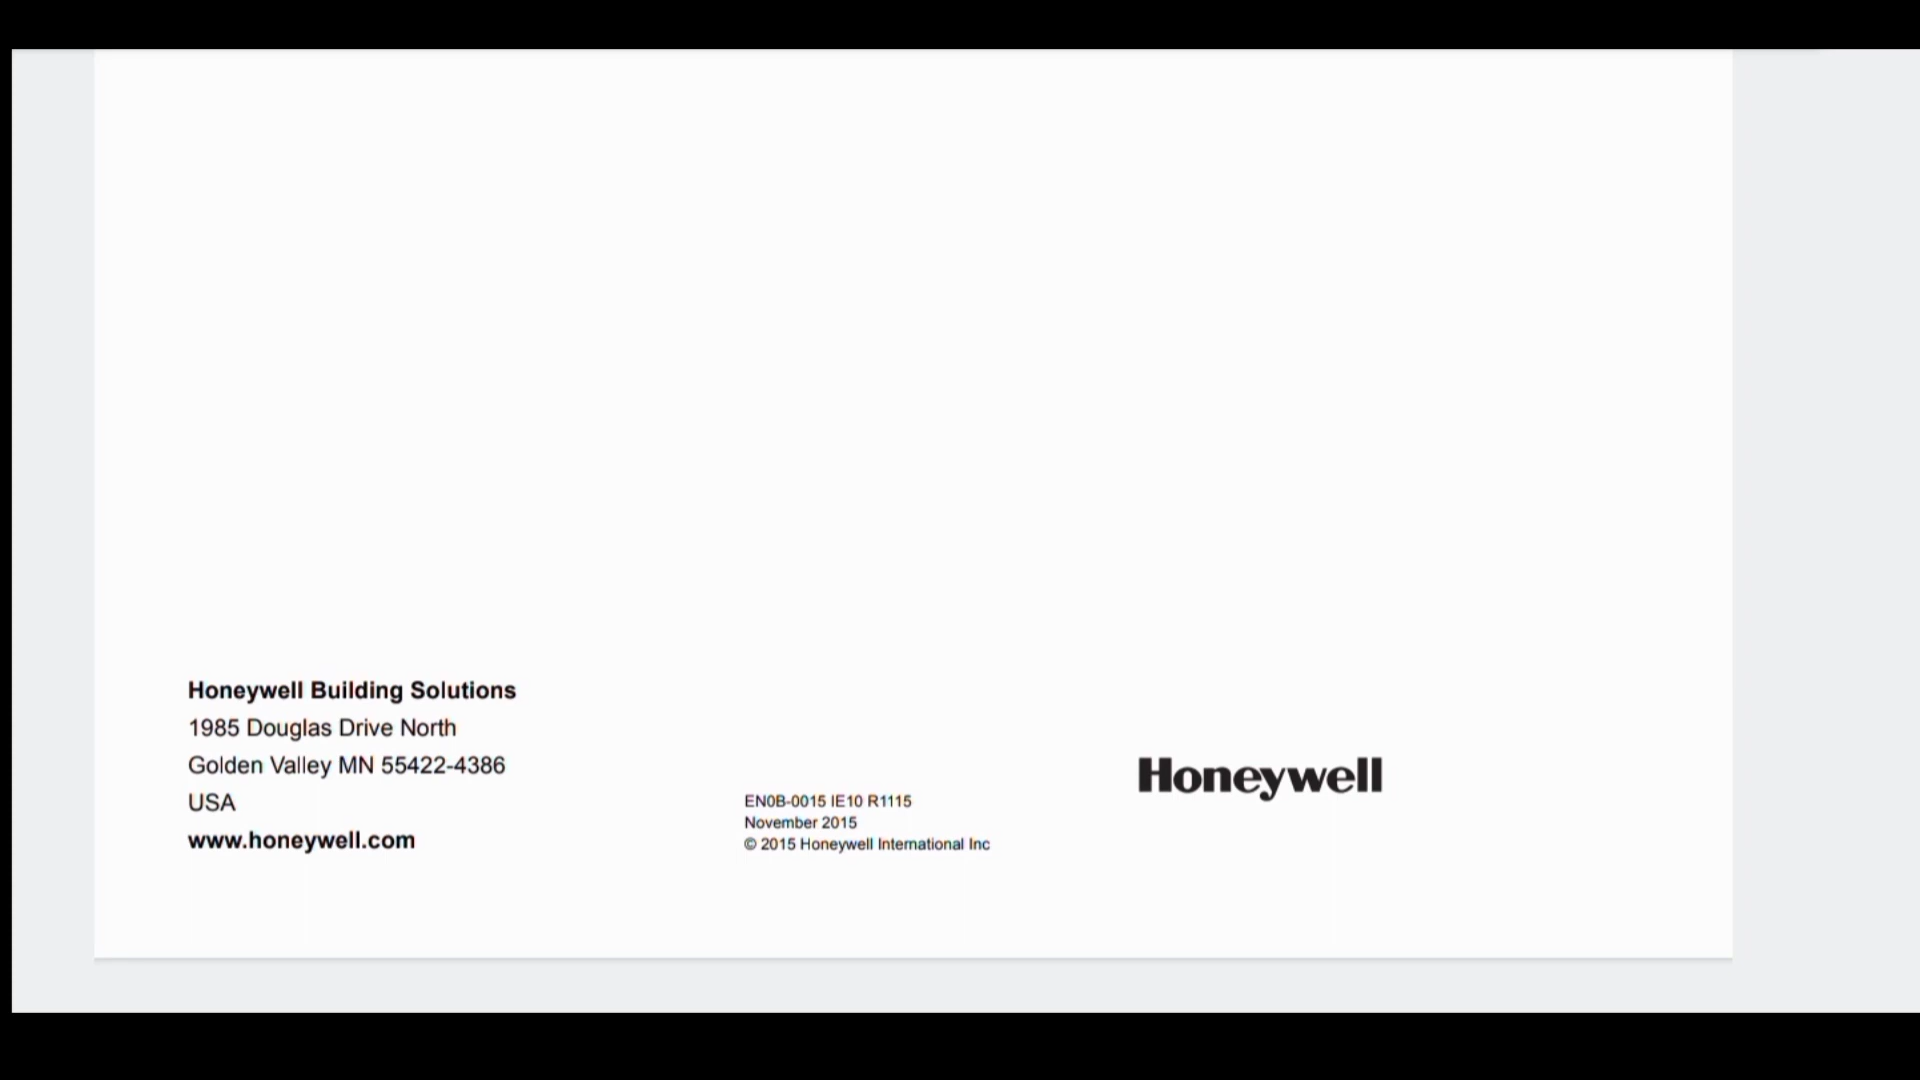 Honeywell Building Solutions
1985 Douglas Drive North
Golden Valley MN 55422-4386
USA
www.honeywell.com
EN0B-0015 IE10 R1115
November 2015
© 2015 Honeywell International Inc
Honeywell